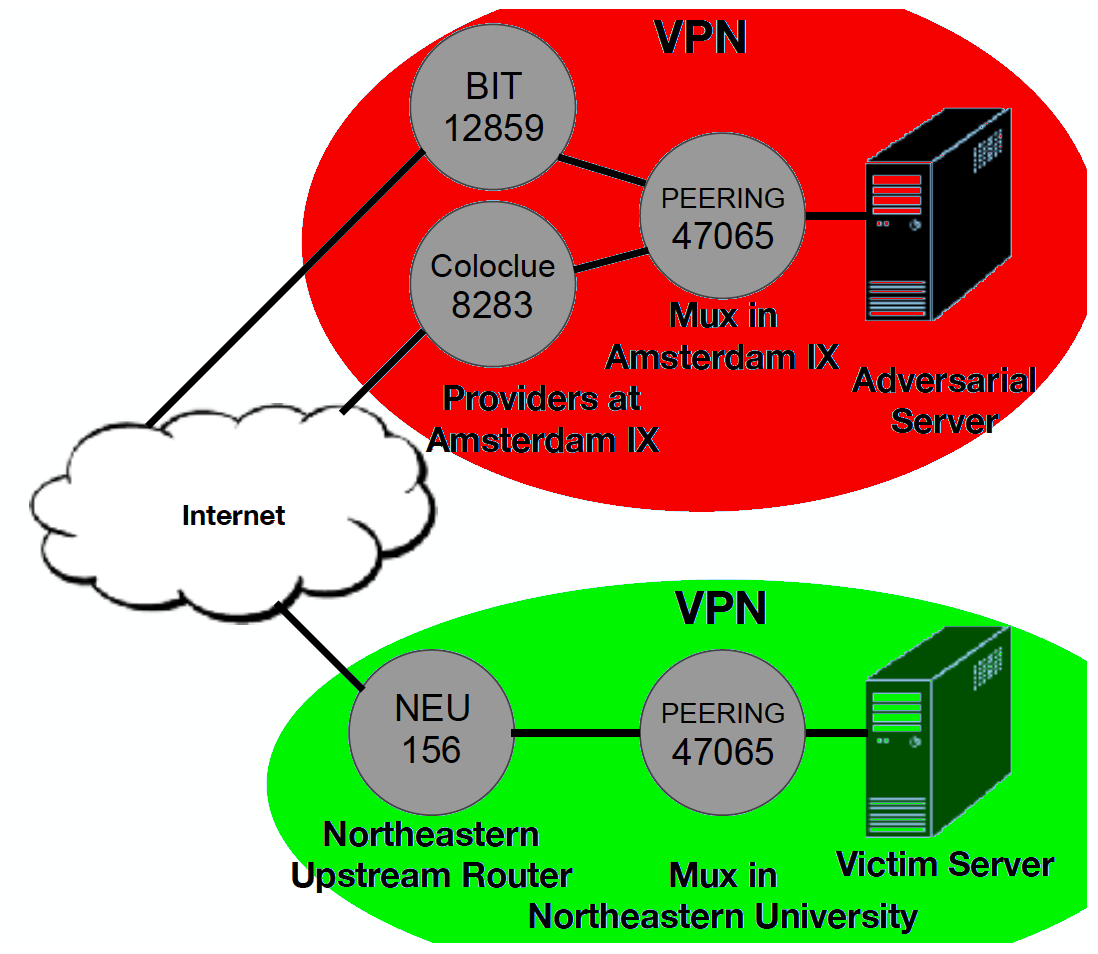 VPN
BIT
12859
PEERING
47065
Coloclue
8283
Mux in
Amsterdam IX
Adversarial
Server
Providers at
Amsterdam IX
Internet
VPN
NEU
156
PEERING
47065
Northeastern
Upstream Router
Mux in
Northeastern University
Victim Server